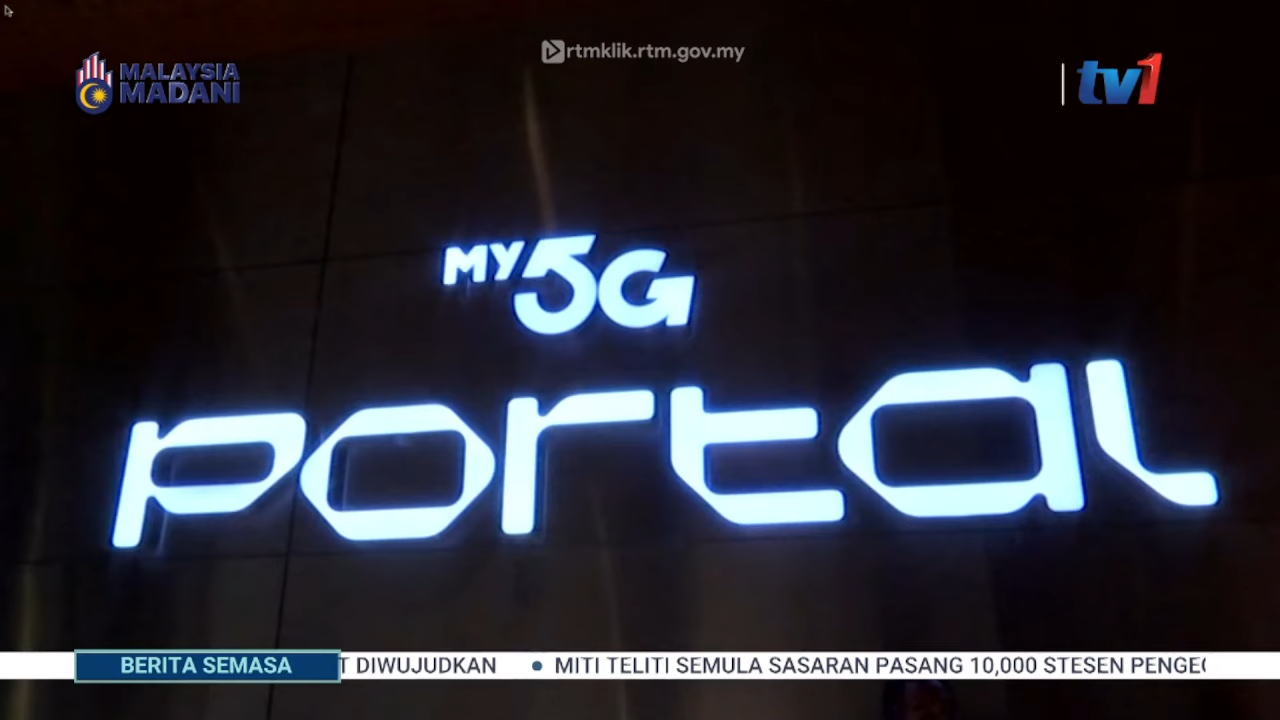 rtmklik.rtm.gov.my
MALAYSIA
MADANI
tv1
MY5G
portal
BERITA SEMASA
DIWUJUDKAN • MITI TELITI SEMULA SASARAN PASANG 10,000 STESEN